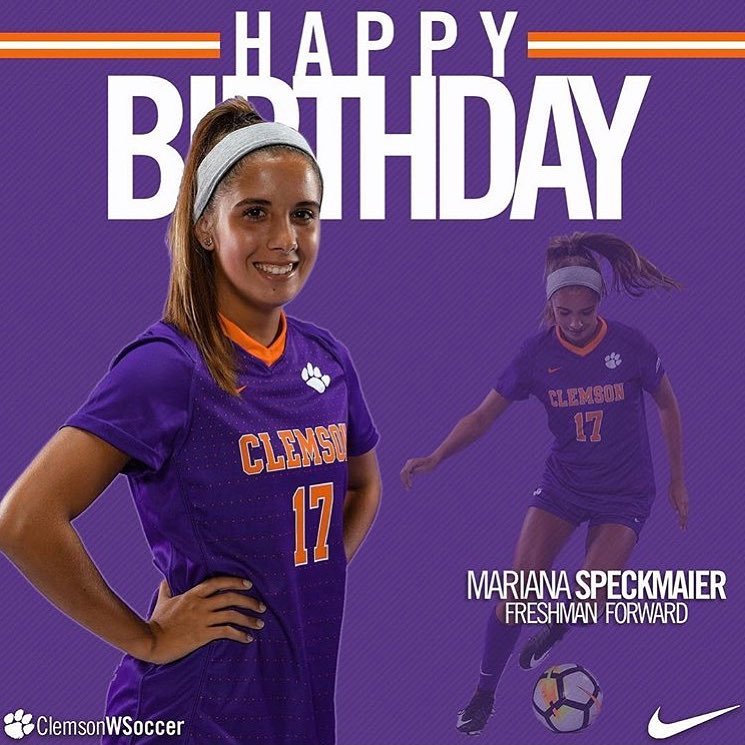 HAPPY
BIRTHDAY
CLEMSON
17
CLEMSON
17
MARIANA SPECKMAIER
FRESHMAN FORWARD
ClemsonWSoccer